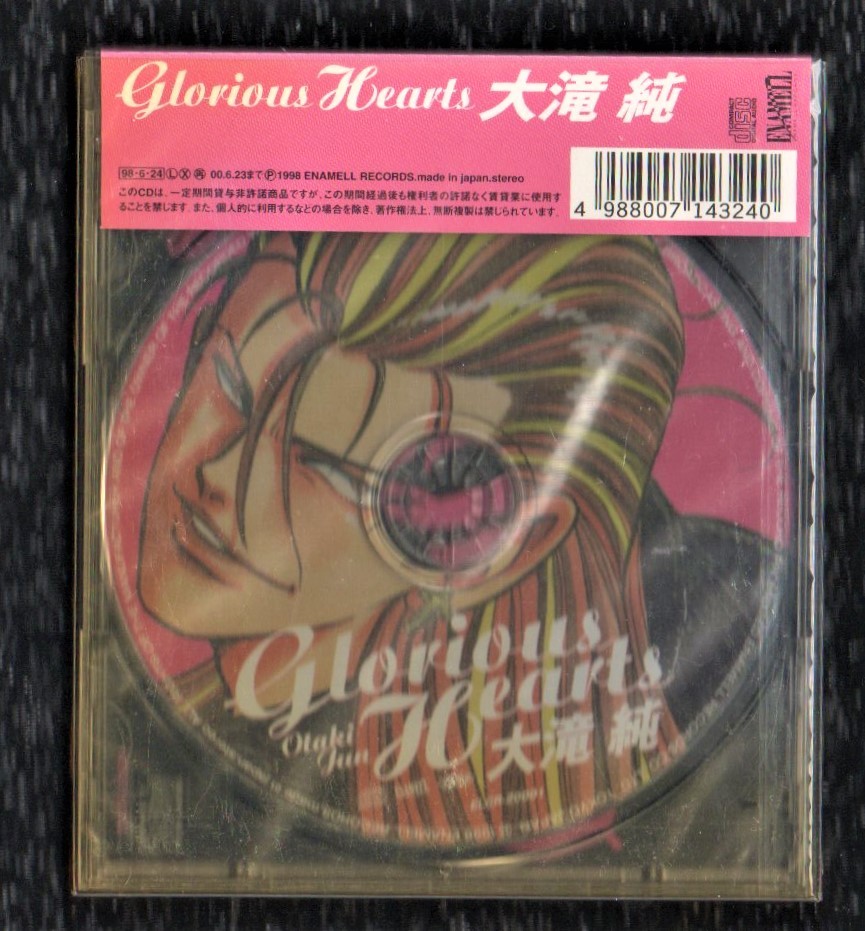 Glorious Hearts 大滝 純
COMPACT
disc
DIGITAL AUDIO
ENAMELL
98·6·24 Ⓛ Ⓧ 再 00.6.23まで Ⓟ1998 ENAMELL RECORDS.made in japan.stereo
このCDは、一定期間貸与非許諾商品ですが、この期間経過後も権利者の許諾なく賃貸業に使用す
ることを禁じます。また、個人的に利用するなどの場合を除き、著作権法上、無断複製は禁じられています。
4 988007 143240
Glorious
Hearts
Otaki
Jun
大滝 純